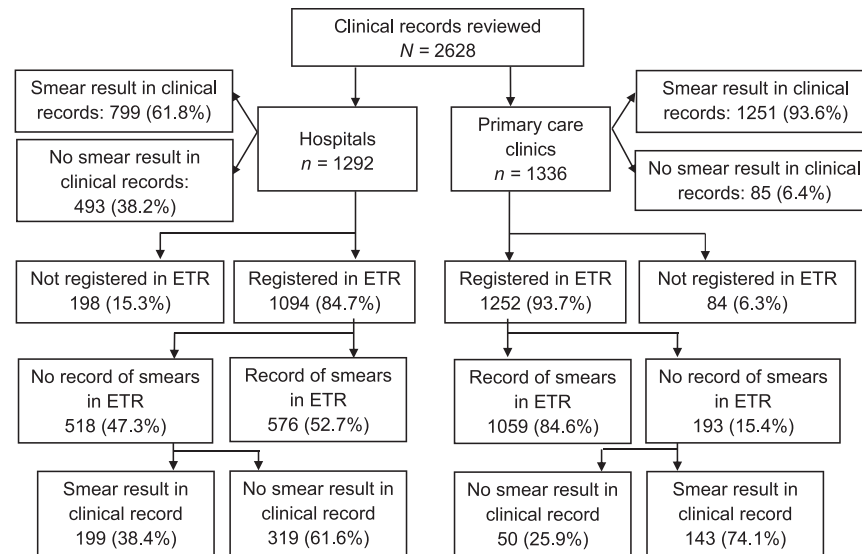 Clinical records reviewed
N = 2628
Smear result in clinical
records: 799 (61.8%)
Smear result in clinical
records: 1251 (93.6%)
Hospitals
n = 1292
Primary care
clinics
n = 1336
No smear result in
clinical records:
493 (38.2%)
No smear result in clinical
records: 85 (6.4%)
Not registered in ETR
198 (15.3%)
Registered in ETR
1094 (84.7%)
Registered in ETR
1252 (93.7%)
Not registered in ETR
84 (6.3%)
No record of smears
in ETR
518 (47.3%)
Record of smears
in ETR
576 (52.7%)
Record of smears
in ETR
1059 (84.6%)
No record of smears
in ETR
193 (15.4%)
Smear result in
clinical record
199 (38.4%)
No smear result in
clinical record
319 (61.6%)
No smear result in
clinical record
50 (25.9%)
Smear result in
clinical record
143 (74.1%)